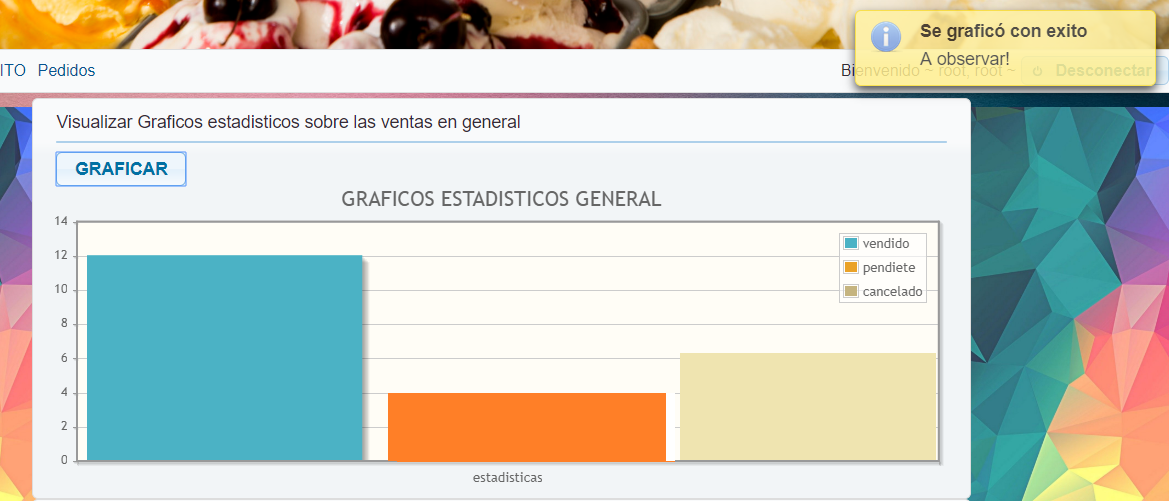 Se graficó con exito
A observar!
ITO Pedidos
Bienvenido ~ root, root ~ Desconectar
Visualizar Graficos estadisticos sobre las ventas en general
GRAFICAR
GRAFICOS ESTADISTICOS GENERAL
14
12
10
8
6
4
2
0
vendido
pendiete
cancelado
estadisticas